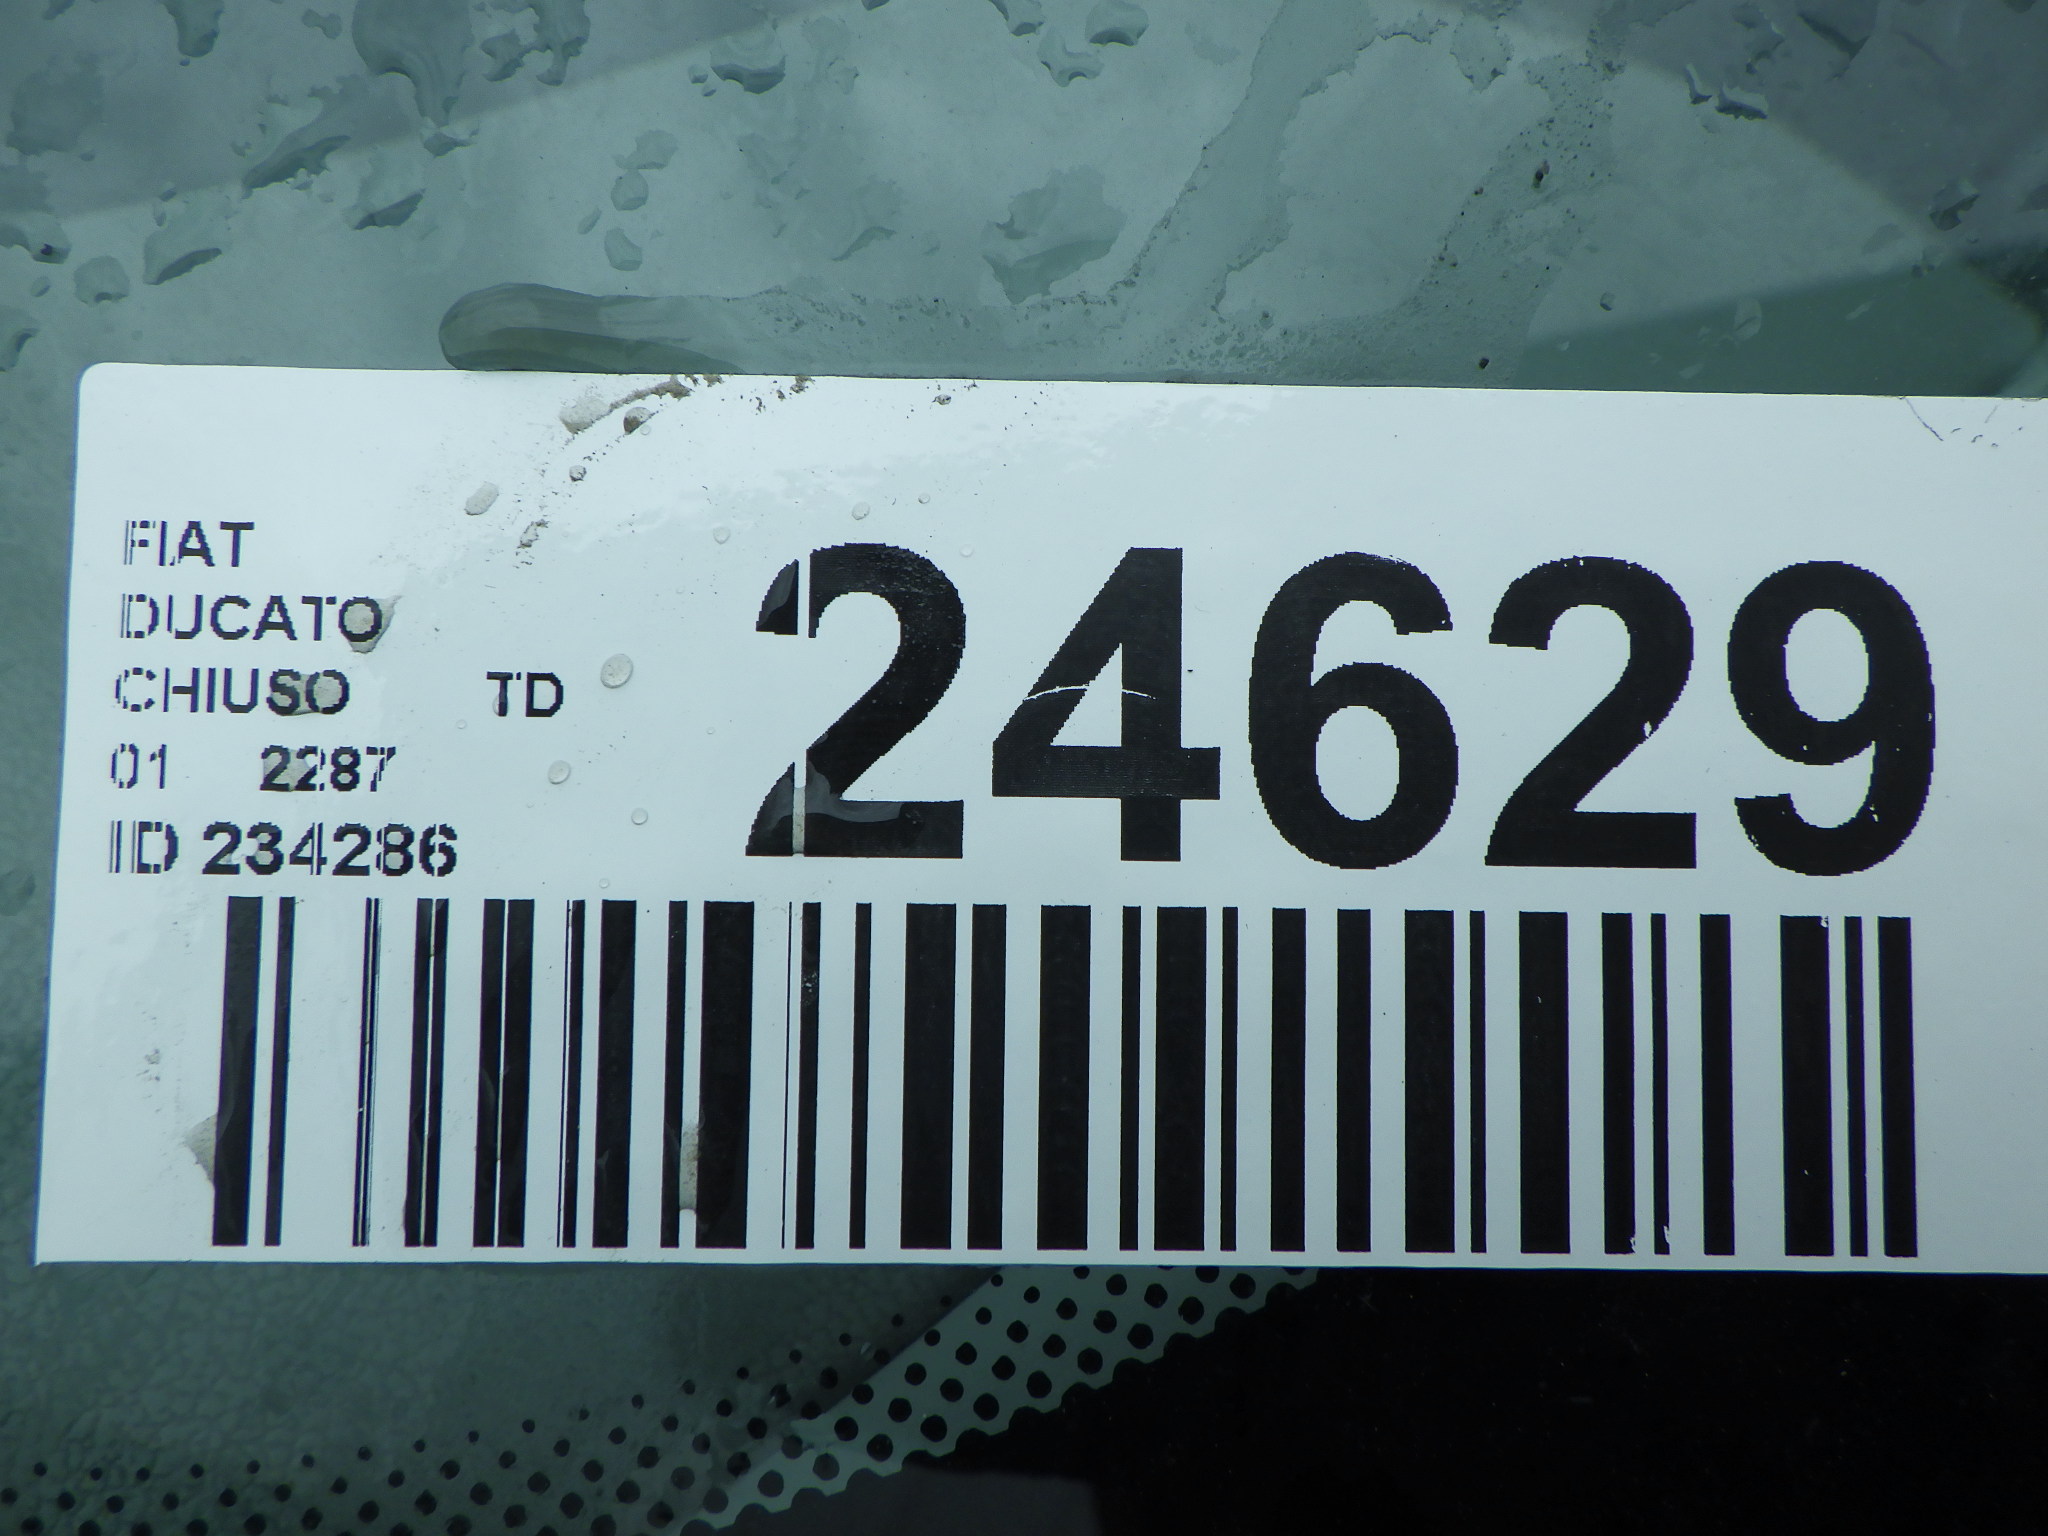 FIAT
DUCATO
CHIUSO TD
01 2287
ID 234286
24629